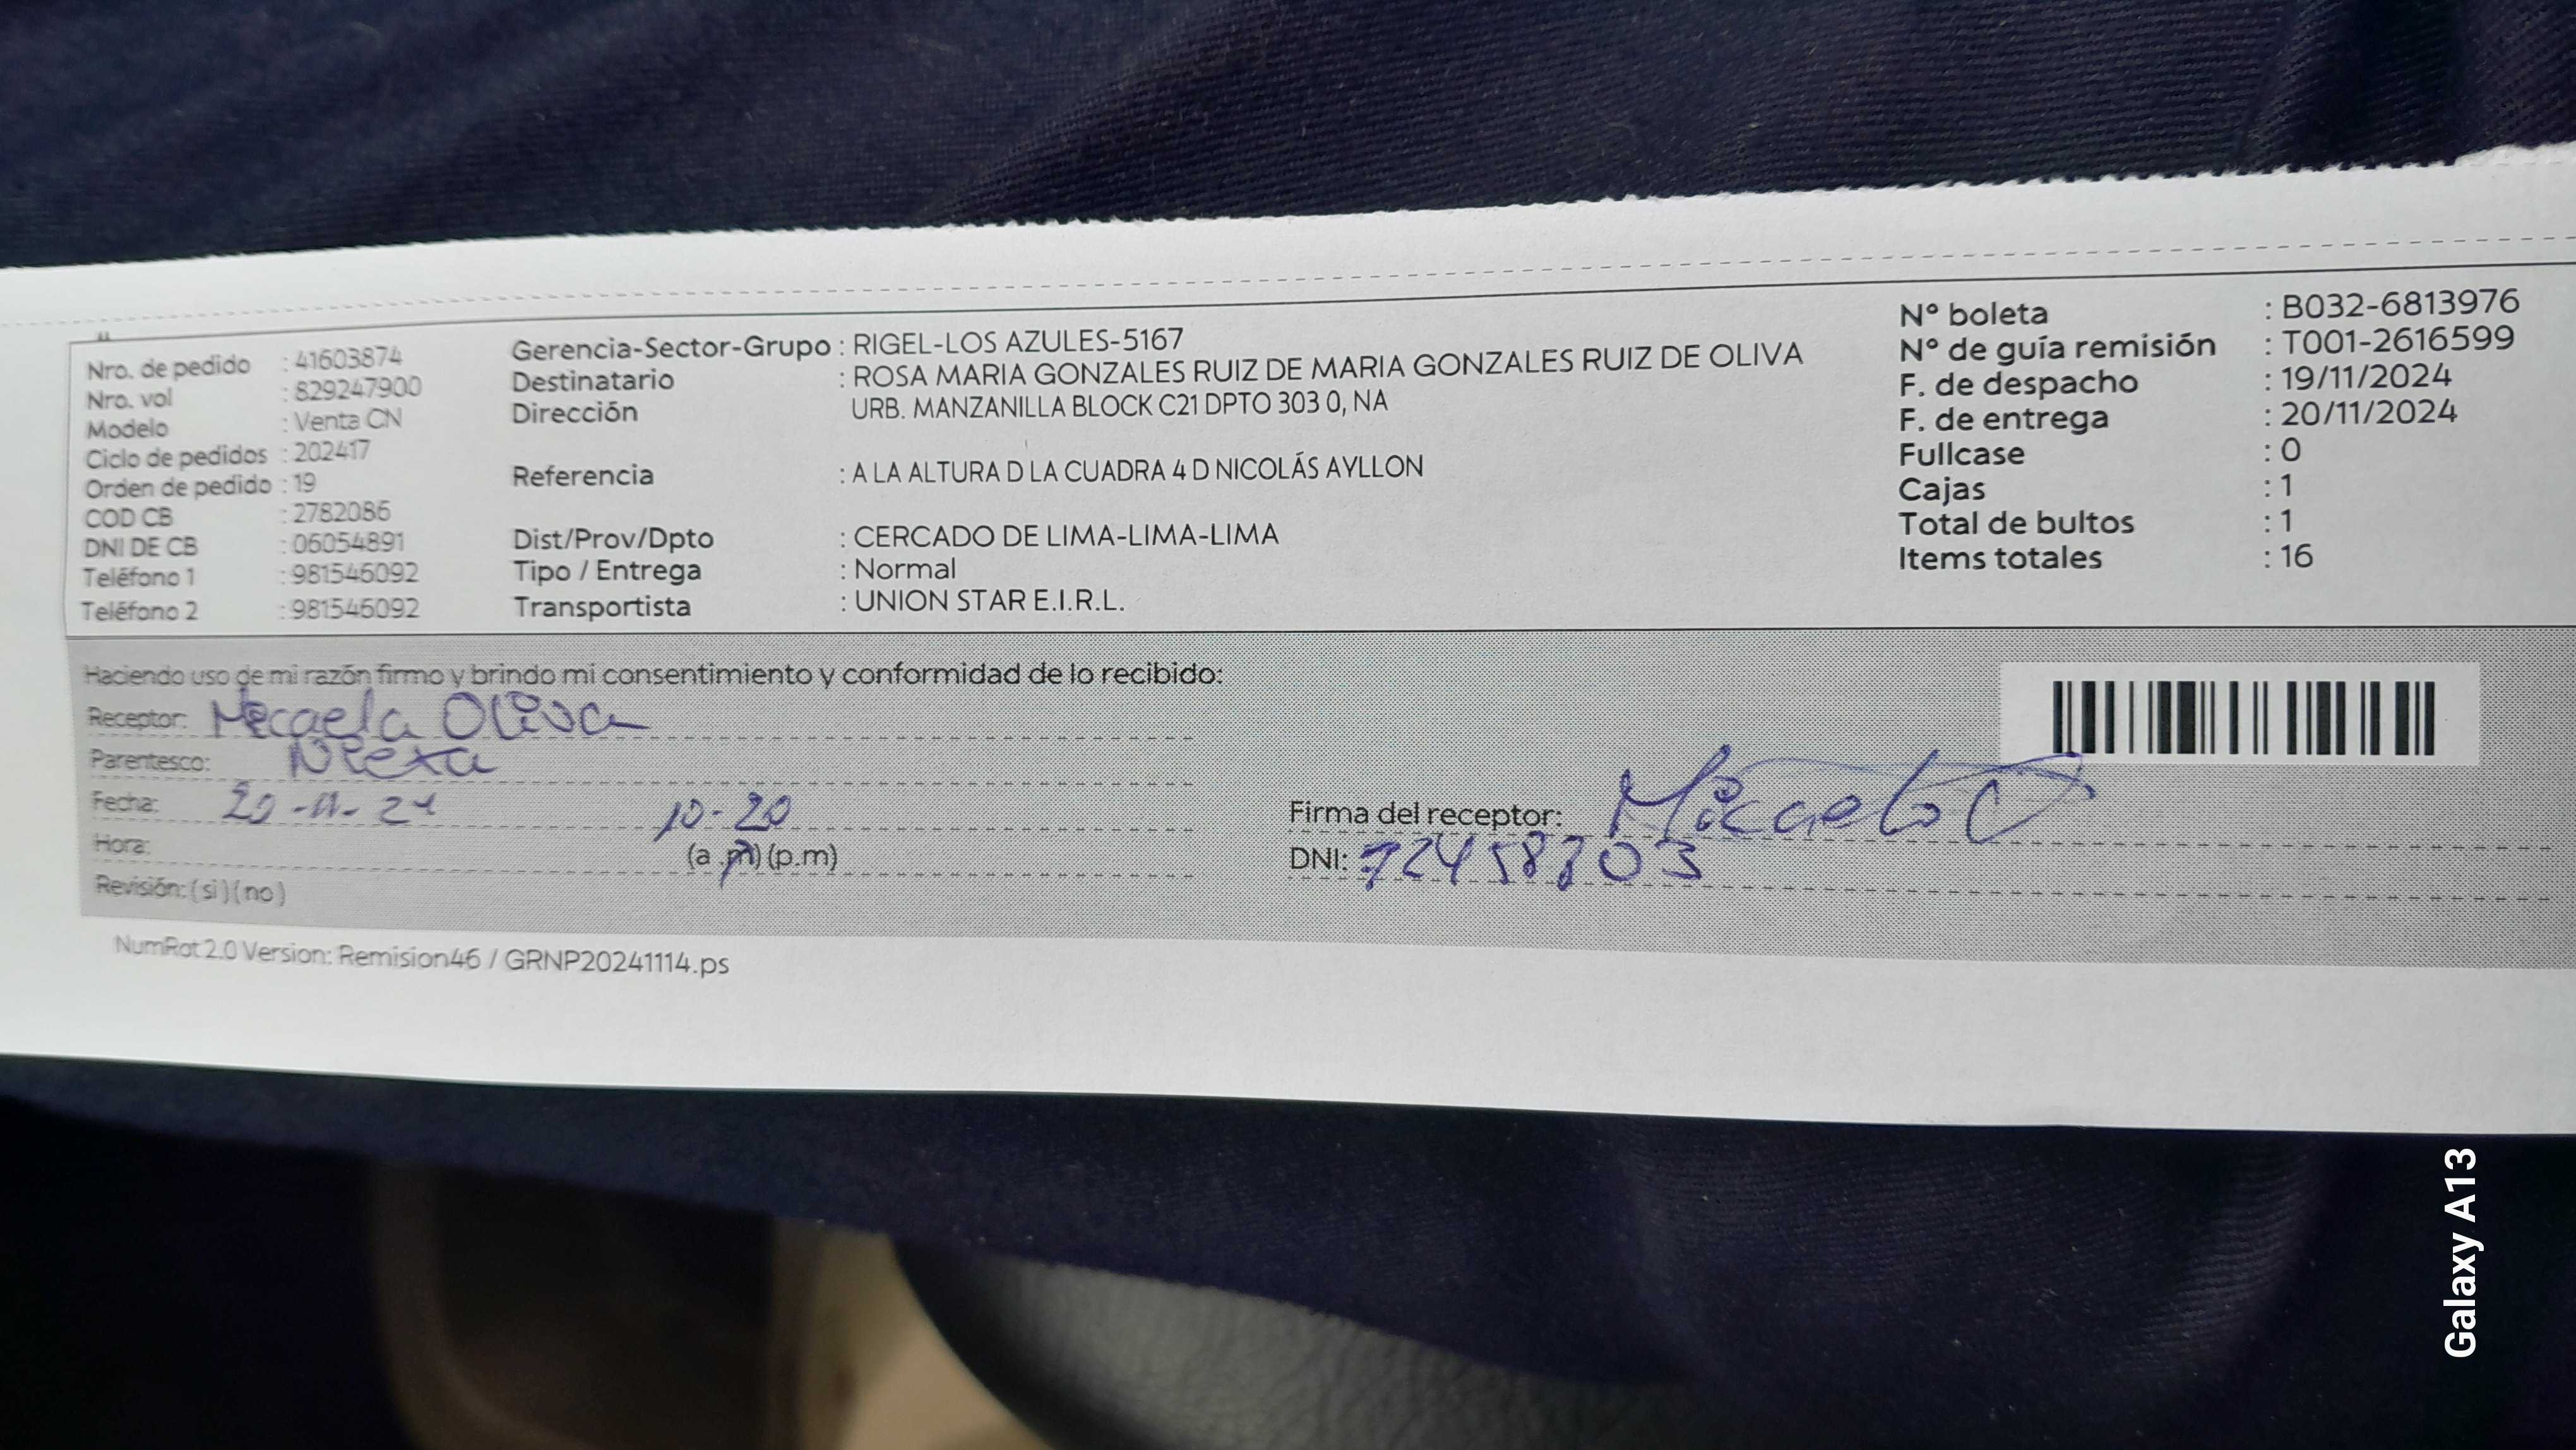 Nro. de pedido : 41603874
Nro. vol : 829247900
Modelo : Venta CN
Ciclo de pedidos : 202417
Orden de pedido : 19
COD CB : 2782086
DNI DE CB : 06054891
Teléfono 1 : 981546092
Teléfono 2 : 981546092
Gerencia-Sector-Grupo : RIGEL-LOS AZULES-5167
Destinatario : ROSA MARIA GONZALES RUIZ DE MARIA GONZALES RUIZ DE OLIVA
Dirección URB. MANZANILLA BLOCK C21 DPTO 303 0, NA
Referencia : A LA ALTURA D LA CUADRA 4 D NICOLÁS AYLLON
Dist/Prov/Dpto : CERCADO DE LIMA-LIMA-LIMA
Tipo / Entrega : Normal
Transportista : UNION STAR E.I.R.L.
N° boleta : B032-6813976
N° de guía remisión : T001-2616599
F. de despacho : 19/11/2024
F. de entrega : 20/11/2024
Fullcase : 0
Cajas : 1
Total de bultos : 1
Items totales : 16
Haciendo uso de mi razón firmo y brindo mi consentimiento y conformidad de lo recibido:
Receptor: Micaela Oliva
Parentesco: Nieta
Fecha: 20-11-24
Hora: 10-20 (a.m) (p.m)
Revisión: (si) (no)
Firma del receptor: Micaela O
DNI: 72458203
NumRot 2.0 Version: Remision46 / GRNP20241114.ps
Galaxy A13